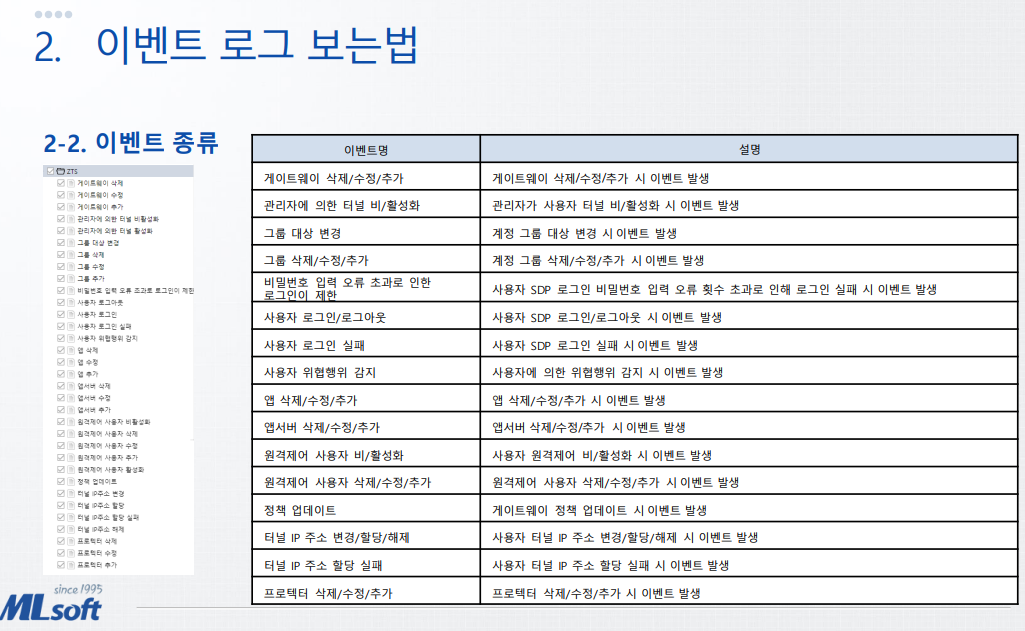 2. 이벤트 로그 보는법
2-2. 이벤트 종류
ZTS
게이트웨이 삭제
게이트웨이 수정
게이트웨이 추가
관리자에 의한 터널 비활성화
관리자에 의한 터널 활성화
그룹 대상 변경
그룹 삭제
그룹 수정
그룹 추가
비밀번호 입력 오류 초과로 로그인이 제한
사용자 로그아웃
사용자 로그인
사용자 로그인 실패
사용자 위협행위 감지
앱 삭제
앱 수정
앱 추가
앱서버 삭제
앱서버 수정
앱서버 추가
원격제어 사용자 비활성화
원격제어 사용자 삭제
원격제어 사용자 수정
원격제어 사용자 추가
원격제어 사용자 활성화
정책 업데이트
터널 IP주소 변경
터널 IP주소 할당
터널 IP주소 할당 실패
터널 IP주소 해제
프로텍터 삭제
프로텍터 수정
프로텍터 추가
이벤트명 설명
게이트웨이 삭제/수정/추가 게이트웨이 삭제/수정/추가 시 이벤트 발생
관리자에 의한 터널 비/활성화 관리자가 사용자 터널 비/활성화 시 이벤트 발생
그룹 대상 변경 계정 그룹 대상 변경 시 이벤트 발생
그룹 삭제/수정/추가 계정 그룹 삭제/수정/추가 시 이벤트 발생
비밀번호 입력 오류 초과로 인한
로그인이 제한 사용자 SDP 로그인 비밀번호 입력 오류 횟수 초과로 인해 로그인 실패 시 이벤트 발생
사용자 로그인/로그아웃 사용자 SDP 로그인/로그아웃 시 이벤트 발생
사용자 로그인 실패 사용자 SDP 로그인 실패 시 이벤트 발생
사용자 위협행위 감지 사용자에 의한 위협행위 감지 시 이벤트 발생
앱 삭제/수정/추가 앱 삭제/수정/추가 시 이벤트 발생
앱서버 삭제/수정/추가 앱서버 삭제/수정/추가 시 이벤트 발생
원격제어 사용자 비/활성화 사용자 원격제어 비/활성화 시 이벤트 발생
원격제어 사용자 삭제/수정/추가 원격제어 사용자 삭제/수정/추가 시 이벤트 발생
정책 업데이트 게이트웨이 정책 업데이트 시 이벤트 발생
터널 IP 주소 변경/할당/해제 사용자 터널 IP 주소 변경/할당/해제 시 이벤트 발생
터널 IP 주소 할당 실패 사용자 터널 IP 주소 할당 실패 시 이벤트 발생
프로텍터 삭제/수정/추가 프로텍터 삭제/수정/추가 시 이벤트 발생
since 1995
MLsoft